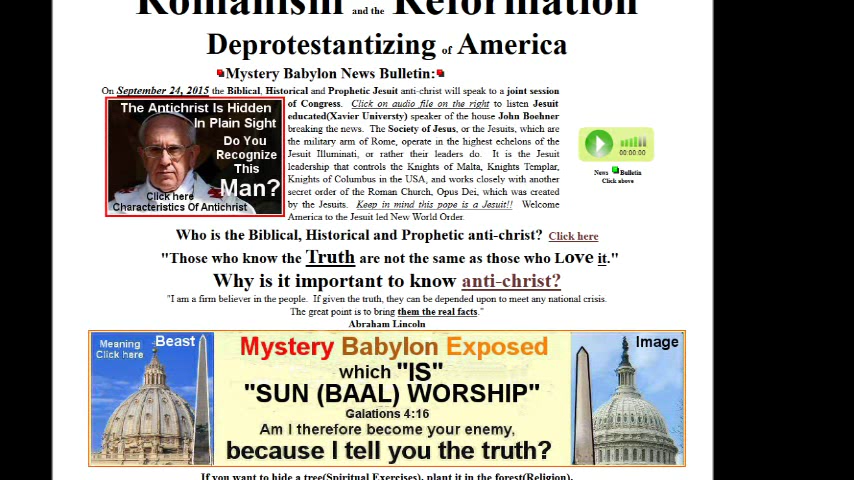 Romanism and the Reformation
Deprotestantizing of America
Mystery Babylon News Bulletin:
On September 24, 2015 the Biblical, Historical and Prophetic Jesuit anti-christ will speak to a joint session
of Congress. Click on audio file on the right to listen Jesuit
educated(Xavier Universty) speaker of the house John Boehner
breaking the news. The Society of Jesus, or the Jesuits, which are
the military arm of Rome, operate in the highest echelons of the
Jesuit Illuminati, or rather their leaders do. It is the Jesuit
leadership that controls the Knights of Malta, Knights Templar,
Knights of Columbus in the USA, and works closely with another
secret order of the Roman Church, Opus Dei, which was created
by the Jesuits. Keep in mind this pope is a Jesuit!! Welcome
America to the Jesuit led New World Order.
The Antichrist Is Hidden
In Plain Sight
Do You
Recognize
This
Man?
Click here
Characteristics Of Antichrist
00:00:00
News Bulletin
Click above
Who is the Biblical, Historical and Prophetic anti-christ? Click here
"Those who know the Truth are not the same as those who Love it."
Why is it important to know anti-christ?
"I am a firm believer in the people. If given the truth, they can be depended upon to meet any national crisis.
The great point is to bring them the real facts."
Abraham Lincoln
Meaning
Click here
Beast
Mystery Babylon Exposed
which "IS"
"SUN (BAAL) WORSHIP"
Galations 4:16
Am I therefore become your enemy,
because I tell you the truth?
Image
If you want to hide a tree(Spiritual Exercises), plant it in the forest(Religion).